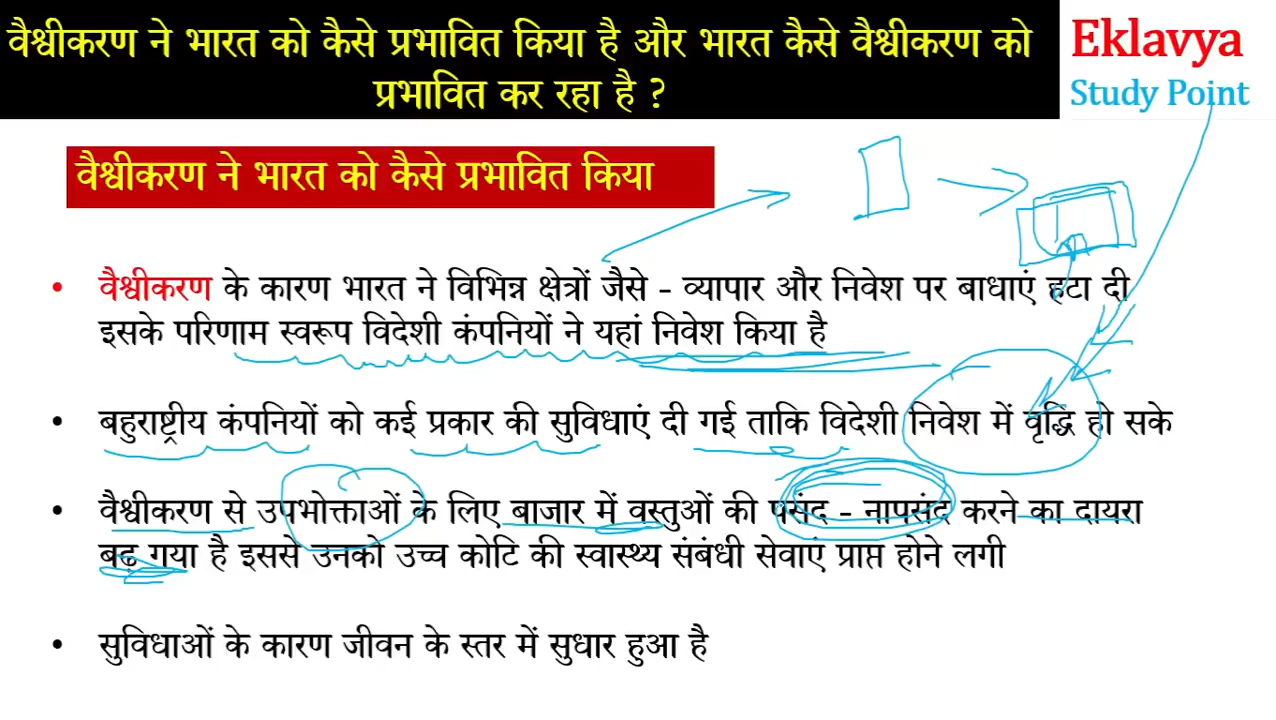 वैश्वीकरण ने भारत को कैसे प्रभावित किया है और भारत कैसे वैश्वीकरण को
प्रभावित कर रहा है ?
Eklavya
Study Point
वैश्वीकरण ने भारत को कैसे प्रभावित किया
• वैश्वीकरण के कारण भारत ने विभिन्न क्षेत्रों जैसे - व्यापार और निवेश पर बाधाएं हटा दी
इसके परिणाम स्वरूप विदेशी कंपनियों ने यहां निवेश किया है
• बहुराष्ट्रीय कंपनियों को कई प्रकार की सुविधाएं दी गई ताकि विदेशी निवेश में वृद्धि हो सके
• वैश्वीकरण से उपभोक्ताओं के लिए बाजार में वस्तुओं की पसंद - नापसंद करने का दायरा
बढ़ गया है इससे उनको उच्च कोटि की स्वास्थ्य संबंधी सेवाएं प्राप्त होने लगी
• सुविधाओं के कारण जीवन के स्तर में सुधार हुआ है